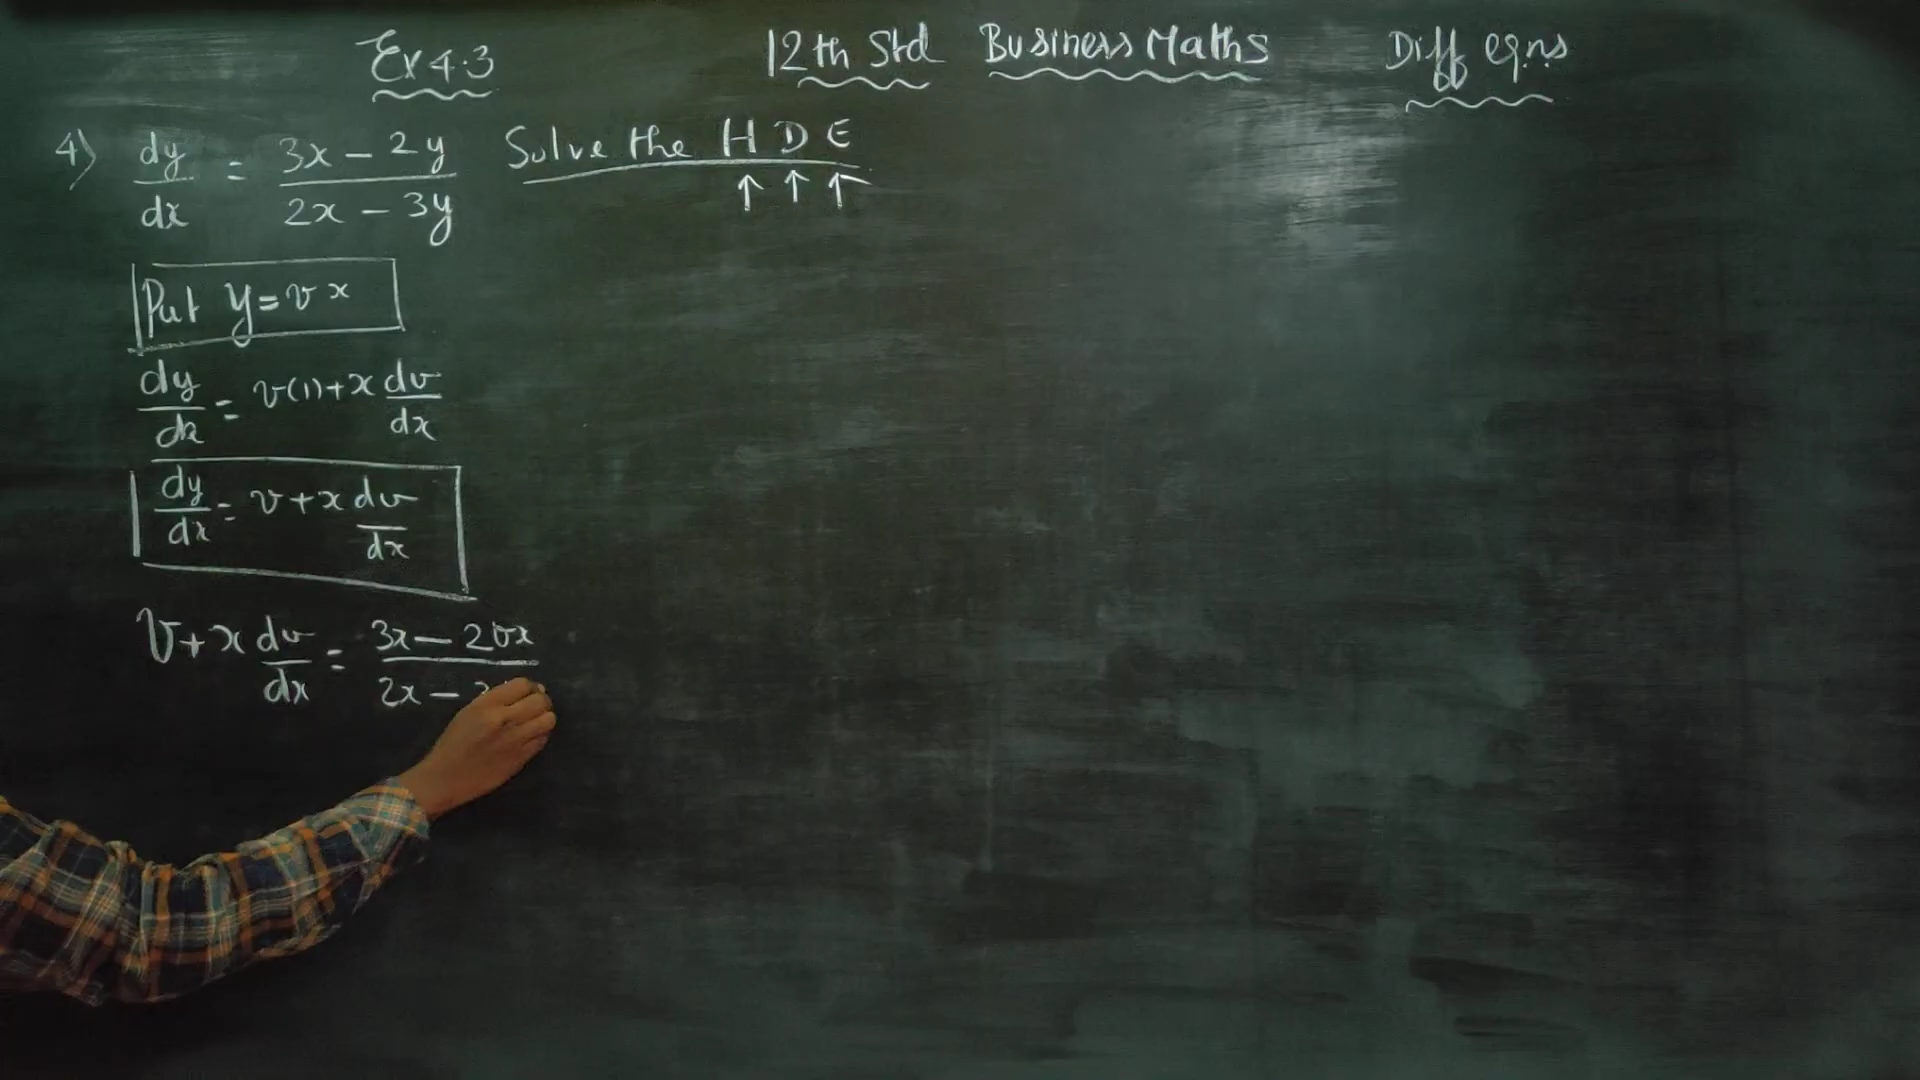 Ex 4.3 12th Std Business Maths Diff eqns
4) dy/dx = (3x - 2y)/(2x - 3y) Solve the H D E
↑ ↑ ↑
Put y = vx
dy/dx = v(1) + x dv/dx
dy/dx = v + x dv/dx
v + x dv/dx = (3x - 2vx)/(2x -